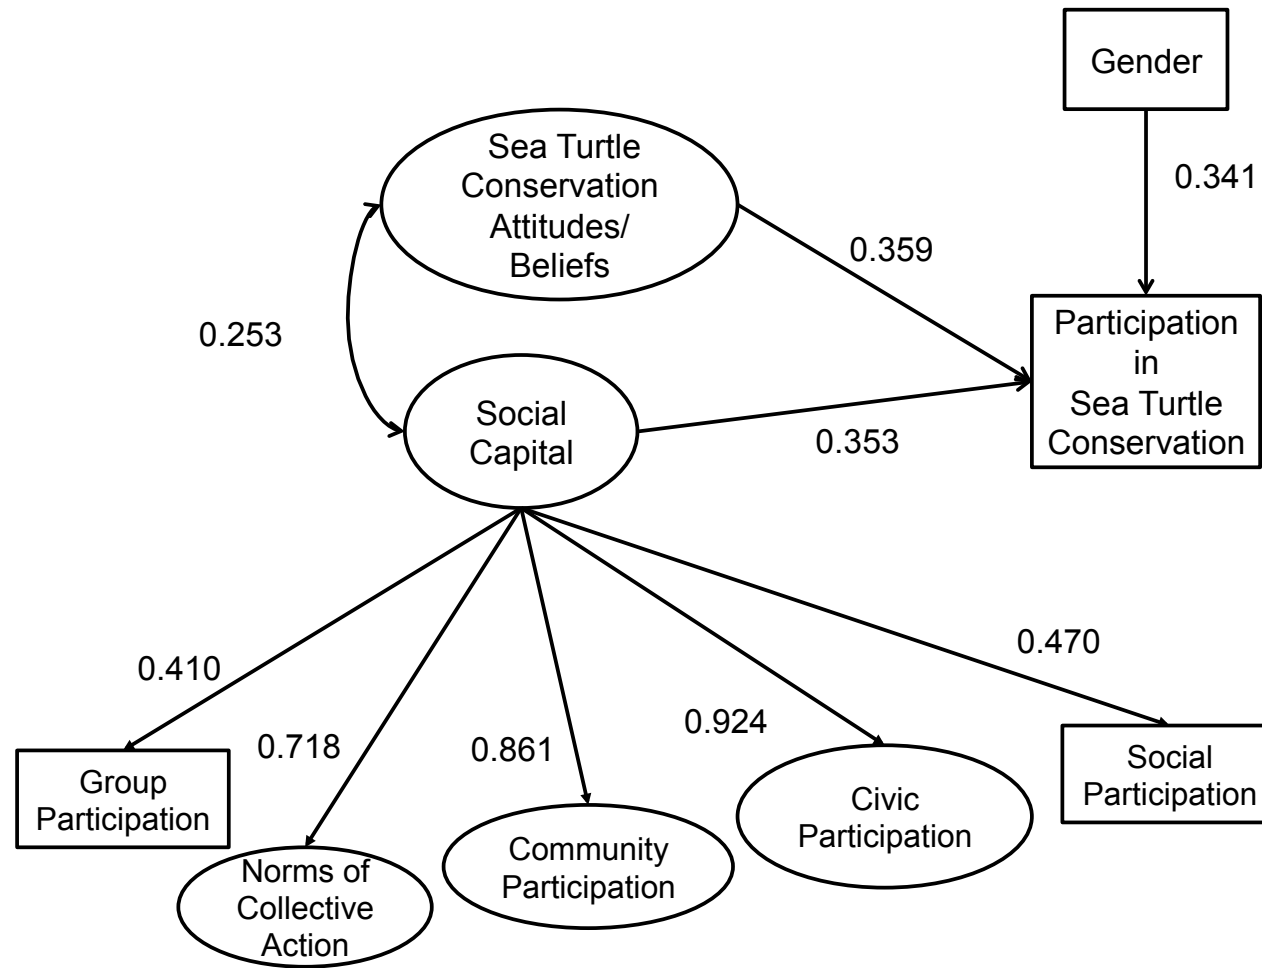 Gender
0.341
Sea Turtle
Conservation
Attitudes/
Beliefs
0.359
0.253
Participation
in
Sea Turtle
Conservation
Social
Capital
0.353
0.410
0.718
0.861
0.924
0.470
Group
Participation
Norms of
Collective
Action
Community
Participation
Civic
Participation
Social
Participation